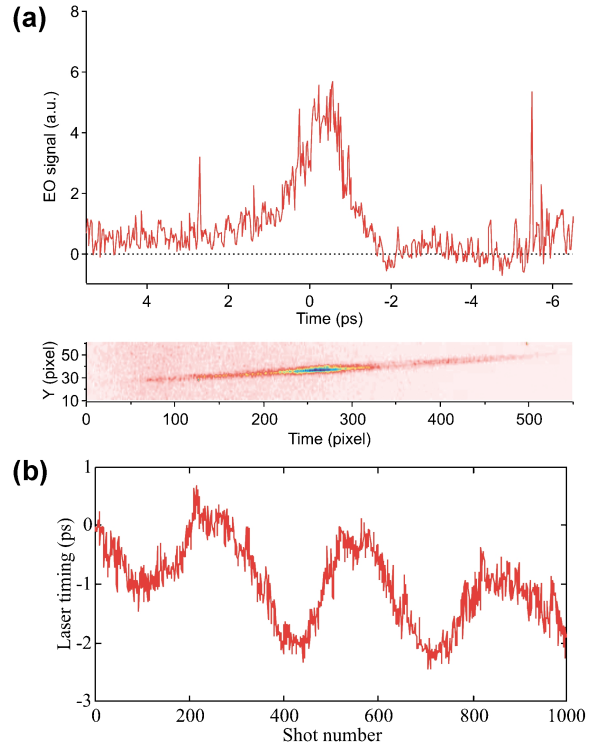 (a)
8
6
4
2
0
EO signal (a.u.)
4 2 0 -2 -4 -6
Time (ps)
50
30
10
Y (pixel)
0 100 200 300 400 500
Time (pixel)
(b)
1
0
-1
-2
-3
Laser timing (ps)
0 200 400 600 800 1000
Shot number